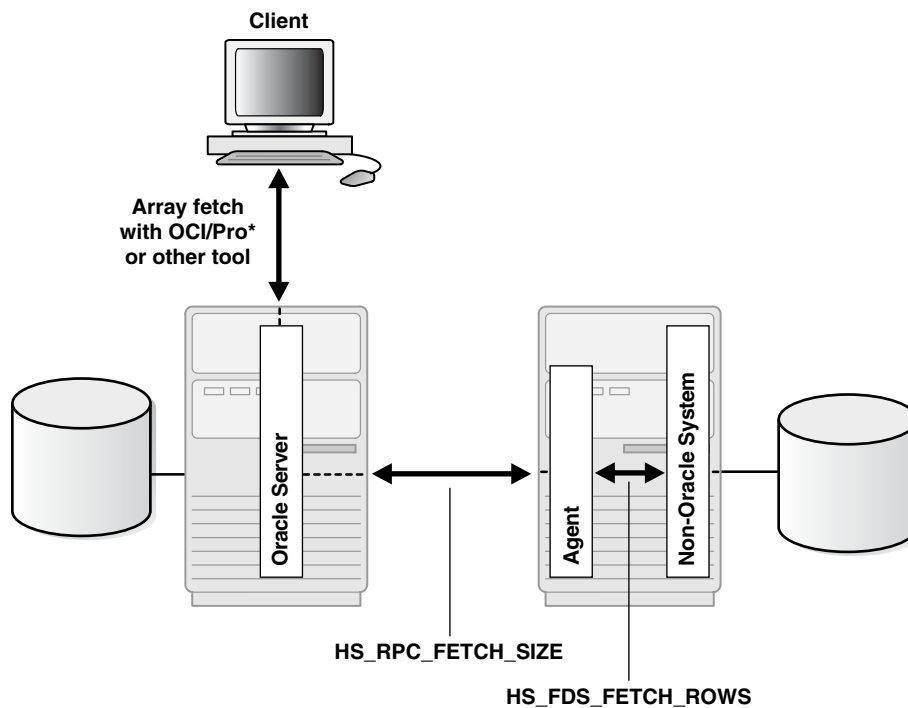 Client
Array fetch
with OCI/Pro*
or other tool
Oracle Server
Agent
Non-Oracle System
HS_RPC_FETCH_SIZE
HS_FDS_FETCH_ROWS